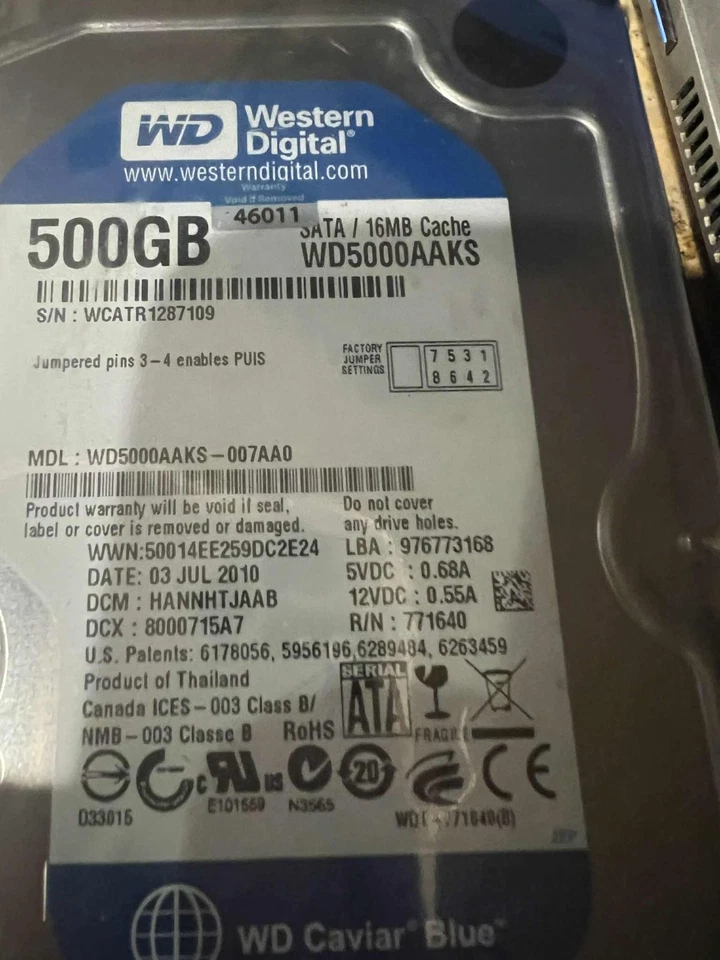 WD Western Digital®
www.westerndigital.com
Warranty
Void if Removed
46011
500GB
SATA / 16MB Cache
WD5000AAKS
S/N : WCATR1287109
Jumpered pins 3-4 enables PUIS
FACTORY JUMPER SETTINGS
7 5 3 1
8 6 4 2
MDL : WD5000AAKS-007AA0
Product warranty will be void if seal,
label or cover is removed or damaged.
Do not cover
any drive holes.
WWN:50014EE259DC2E24
LBA : 976773168
DATE: 03 JUL 2010
5VDC : 0.68A
DCM : HANNHTJAAB
12VDC : 0.55A
DCX : 8000715A7
R/N : 771640
U.S. Patents: 6178056, 5956196,6289484, 6263459
Product of Thailand
Canada ICES-003 Class B/
NMB-003 Classe B
RoHS
SERIAL
ATA
FRAGILE
c RU us
20
CE
D33015
E101559
N3565
WD Caviar® Blue™